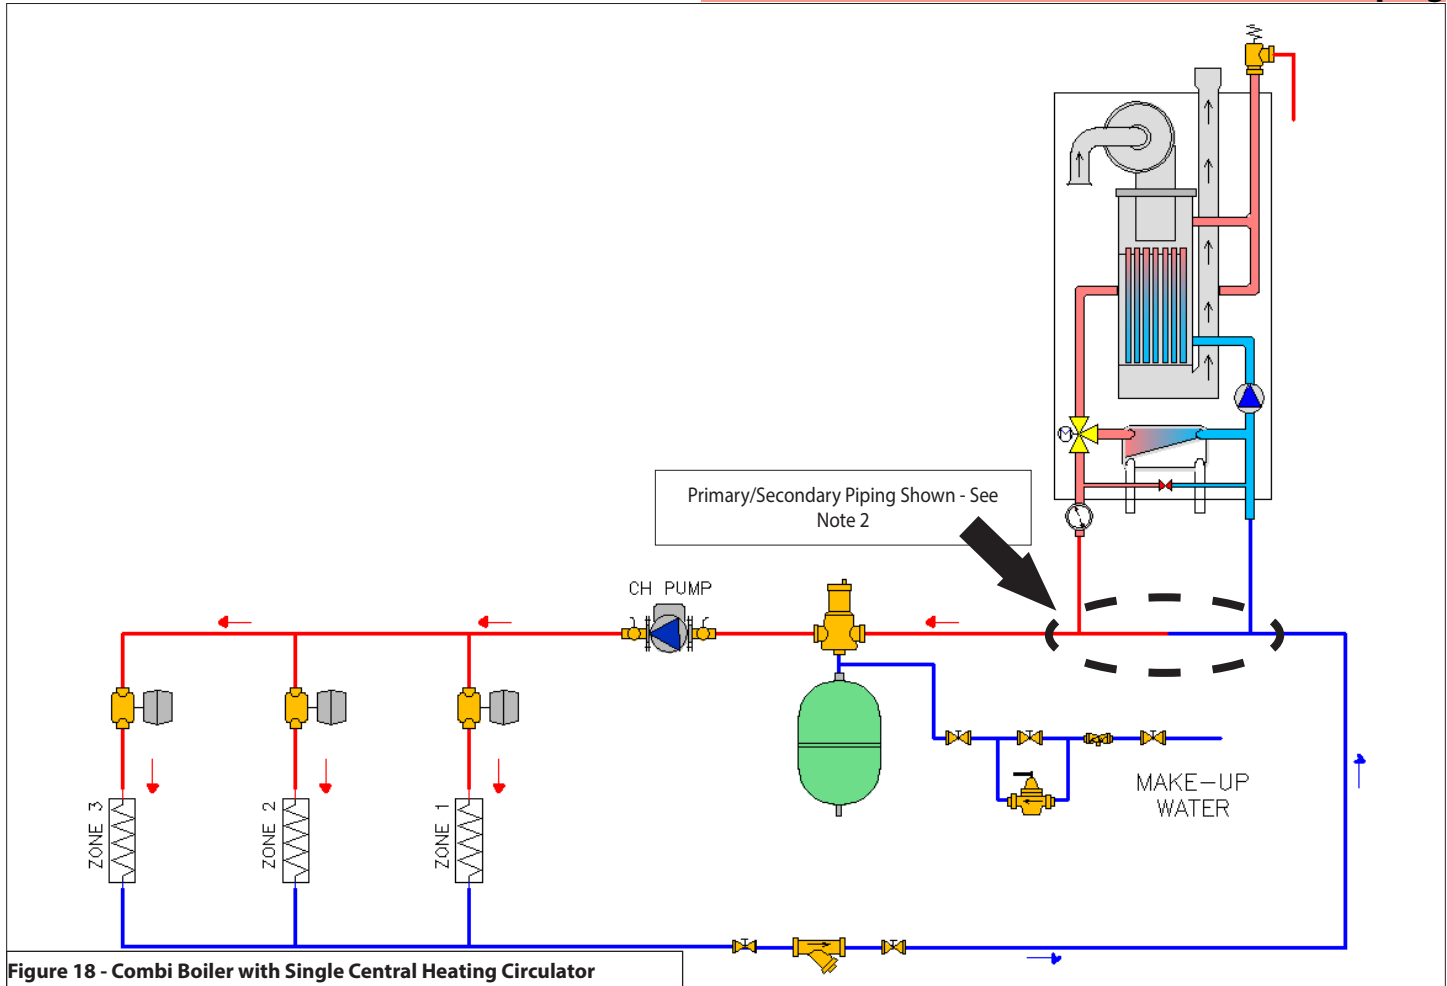 Primary/Secondary Piping Shown - See
Note 2
CH PUMP
MAKE-UP
WATER
ZONE 3
ZONE 2
ZONE 1
M
Figure 18 - Combi Boiler with Single Central Heating Circulator